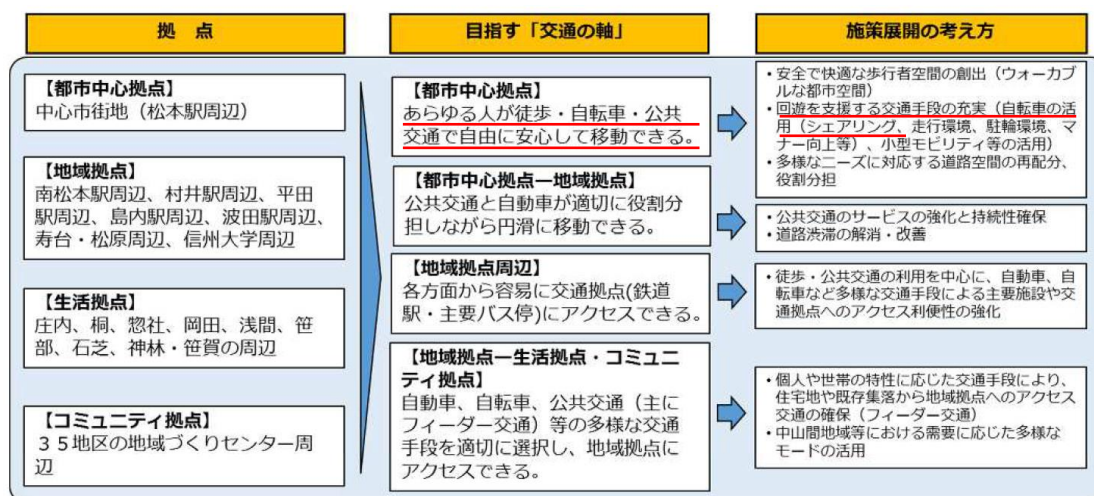 拠　点
【都市中心拠点】
中心市街地（松本駅周辺）
【地域拠点】
南松本駅周辺、村井駅周辺、平田
駅周辺、島内駅周辺、波田駅周辺、
寿台・松原周辺、信州大学周辺
【生活拠点】
庄内、桐、惣社、岡田、浅間、笹
部、石芝、神林・笹賀の周辺
【コミュニティ拠点】
３５地区の地域づくりセンター周
辺
目指す「交通の軸」
【都市中心拠点】
あらゆる人が徒歩・自転車・公共
交通で自由に安心して移動できる。
【都市中心拠点―地域拠点】
公共交通と自動車が適切に役割分
担しながら円滑に移動できる。
【地域拠点周辺】
各方面から容易に交通拠点(鉄道
駅・主要バス停)にアクセスできる。
【地域拠点―生活拠点・コミュニ
ティ拠点】
自動車、自転車、公共交通（主に
フィーダー交通）等の多様な交通
手段を適切に選択し、地域拠点に
アクセスできる。
施策展開の考え方
・安全で快適な歩行者空間の創出（ウォーカブ
ルな都市空間）
・回遊を支援する交通手段の充実（自転車の活
用（シェアリング、走行環境、駐輪環境、マ
ナー向上等）、小型モビリティ等の活用）
・多様なニーズに対応する道路空間の再配分、
役割分担
・公共交通のサービスの強化と持続性確保
・道路渋滞の解消・改善
・徒歩・公共交通の利用を中心に、自動車、自
転車など多様な交通手段による主要施設や交
通拠点へのアクセス利便性の強化
・個人や世帯の特性に応じた交通手段により、
住宅地や既存集落から地域拠点へのアクセス
交通の確保（フィーダー交通）
・中山間地域等における需要に応じた多様な
モードの活用